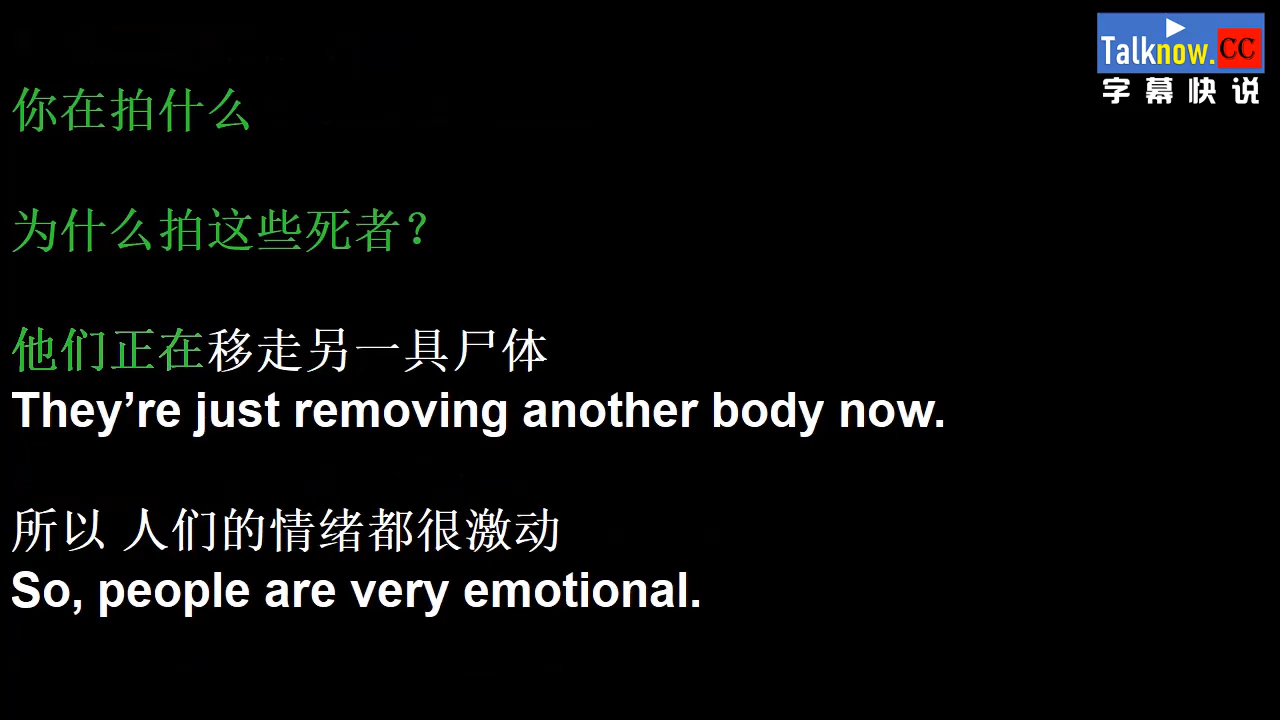 Talknow.CC
字幕快说
你在拍什么
为什么拍这些死者？
他们正在移走另一具尸体
They’re just removing another body now.
所以 人们的情绪都很激动
So, people are very emotional.